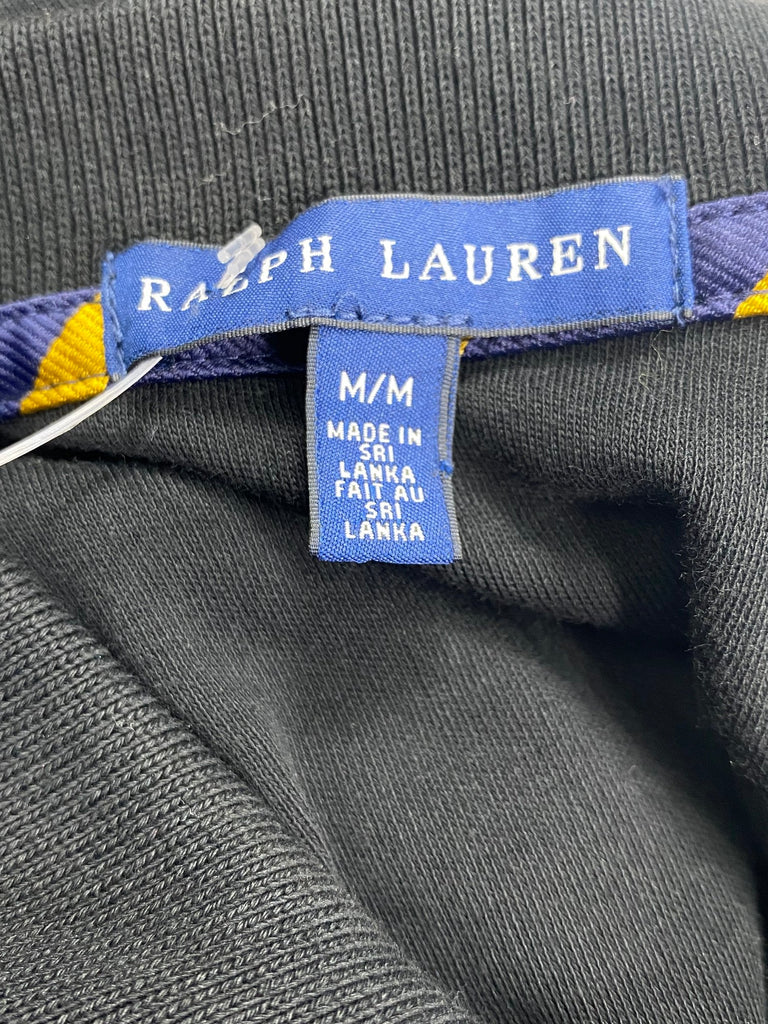 RALPH LAUREN
M/M
MADE IN
SRI
LANKA
FAIT AU
SRI
LANKA